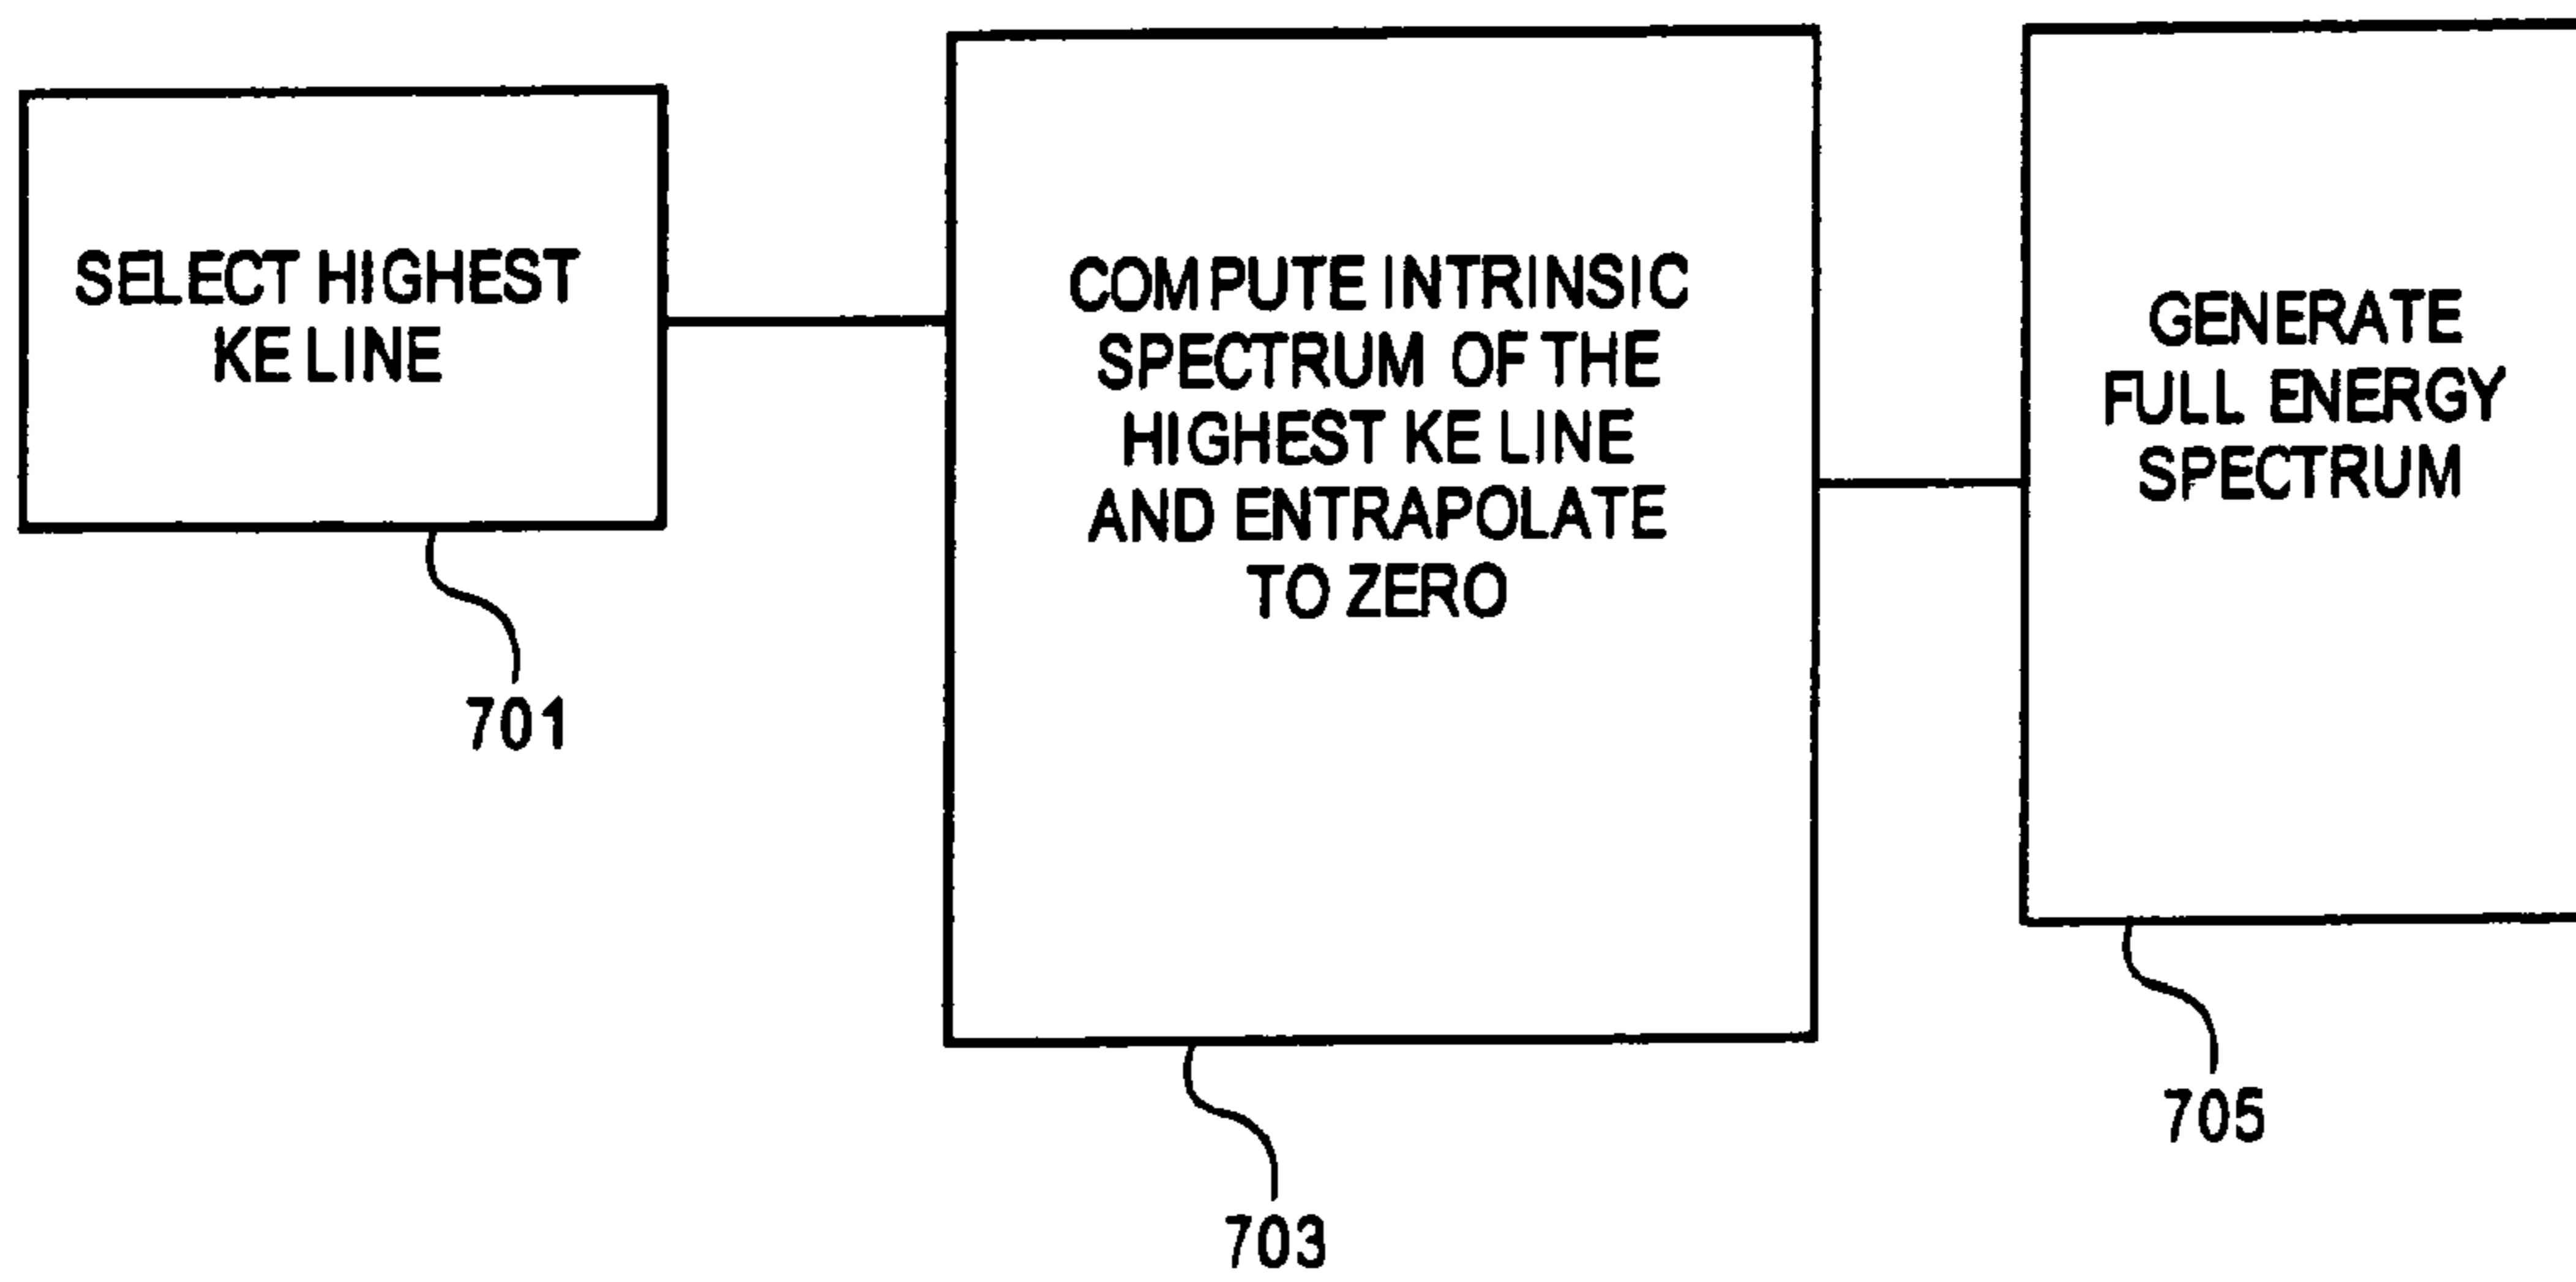 SELECT HIGHEST
KE LINE
701
COMPUTE INTRINSIC
SPECTRUM OF THE
HIGHEST KE LINE
AND ENTRAPOLATE
TO ZERO
703
GENERATE
FULL ENERGY
SPECTRUM
705